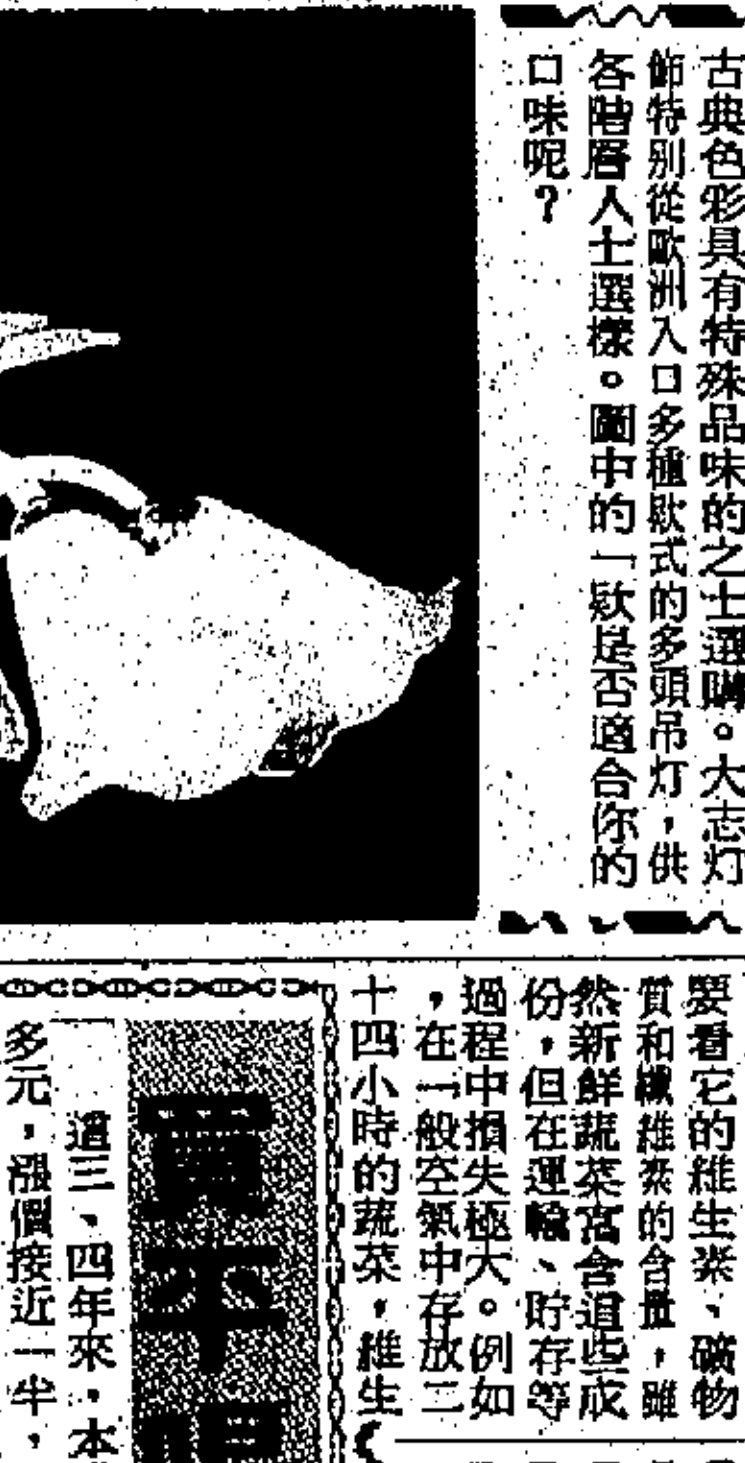 古典色彩具有特殊品味的之士選購。大志灯
飾特别從歐洲入口多種欵式的多頭吊灯，供
各階層人士選樣。圖中的一欵是否適合你的
口味呢？
要看它的維生素、礦物
質和纖維素的含量，雖
然新鮮蔬菜富含這些成
份，但在運輸、貯存等
過程中損失極大。例如
，在一般空氣中存放二
十四小時的蔬菜，維生
買平
這三、四年來，本
多元，漲價接近一半，